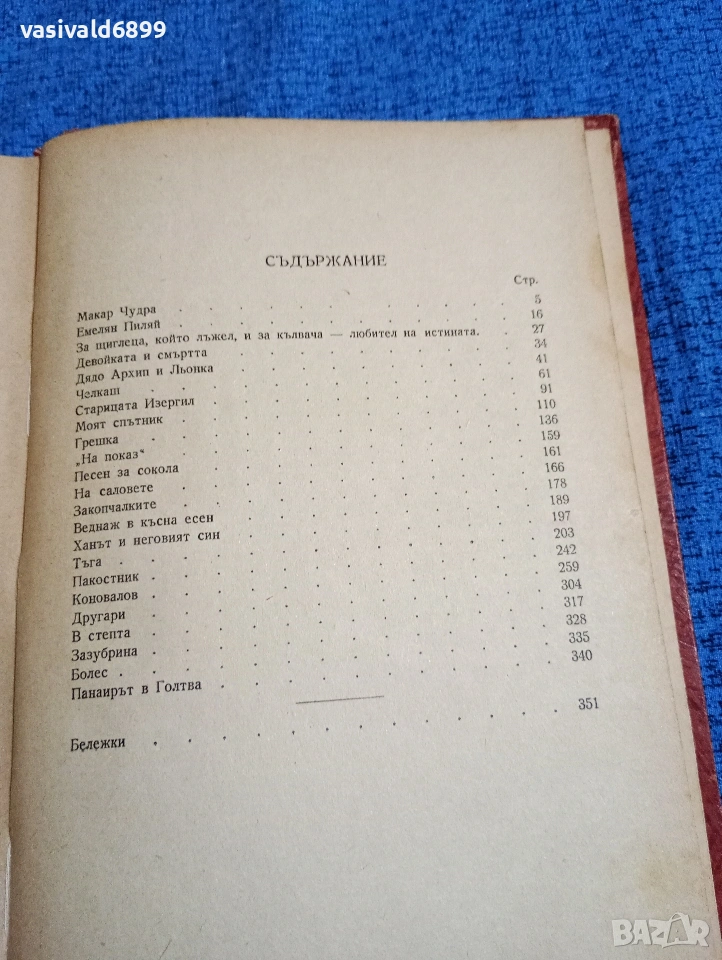 vasivald6899
СЪДЪРЖАНИЕ
Стр.
Макар Чудра . . . . . . . . . . 5
Емелян Пиляй . . . . . . . . . . 16
За щиглеца, който лъжел, и за кълвача — любител на истината. . 27
Девойката и смъртта . . . . . . . . . 34
Дядо Архип и Льонка . . . . . . . . . 41
Челкаш . . . . . . . . . . 61
Старицата Изергил . . . . . . . . . 91
Моят спътник . . . . . . . . . . 110
Грешка . . . . . . . . . . 136
„На показ“ . . . . . . . . . . 159
Песен за сокола . . . . . . . . . 161
На саловете . . . . . . . . . . 166
Закопчалките . . . . . . . . . . 178
Веднаж в късна есен . . . . . . . . . 189
Ханът и неговият син . . . . . . . . . 197
Тъга . . . . . . . . . . 203
Пакостник . . . . . . . . . . 242
Коновалов . . . . . . . . . . 259
Другари . . . . . . . . . . 304
В степта . . . . . . . . . . 317
Зазубрина . . . . . . . . . . 328
Болес . . . . . . . . . . 335
Панаирът в Голтва . . . . . . . . . 340
Бележки . . . . . . . . . . 351
BAZAR